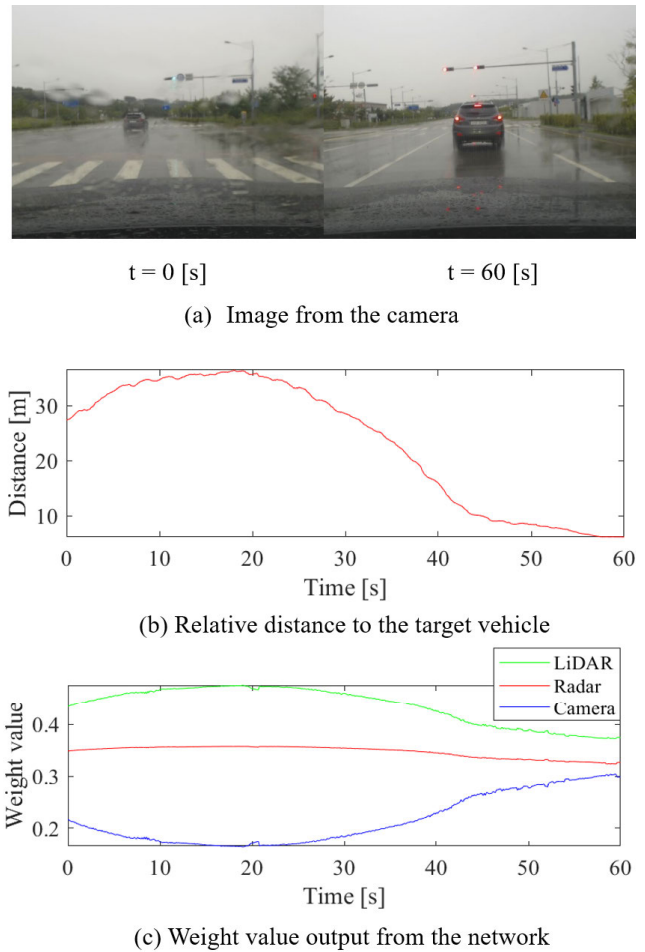 t = 0 [s]
t = 60 [s]
(a) Image from the camera
Distance [m]
30
20
10
0 10 20 30 40 50 60
Time [s]
(b) Relative distance to the target vehicle
LiDAR
Radar
Camera
Weight value
0.4
0.3
0.2
0 10 20 30 40 50 60
Time [s]
(c) Weight value output from the network